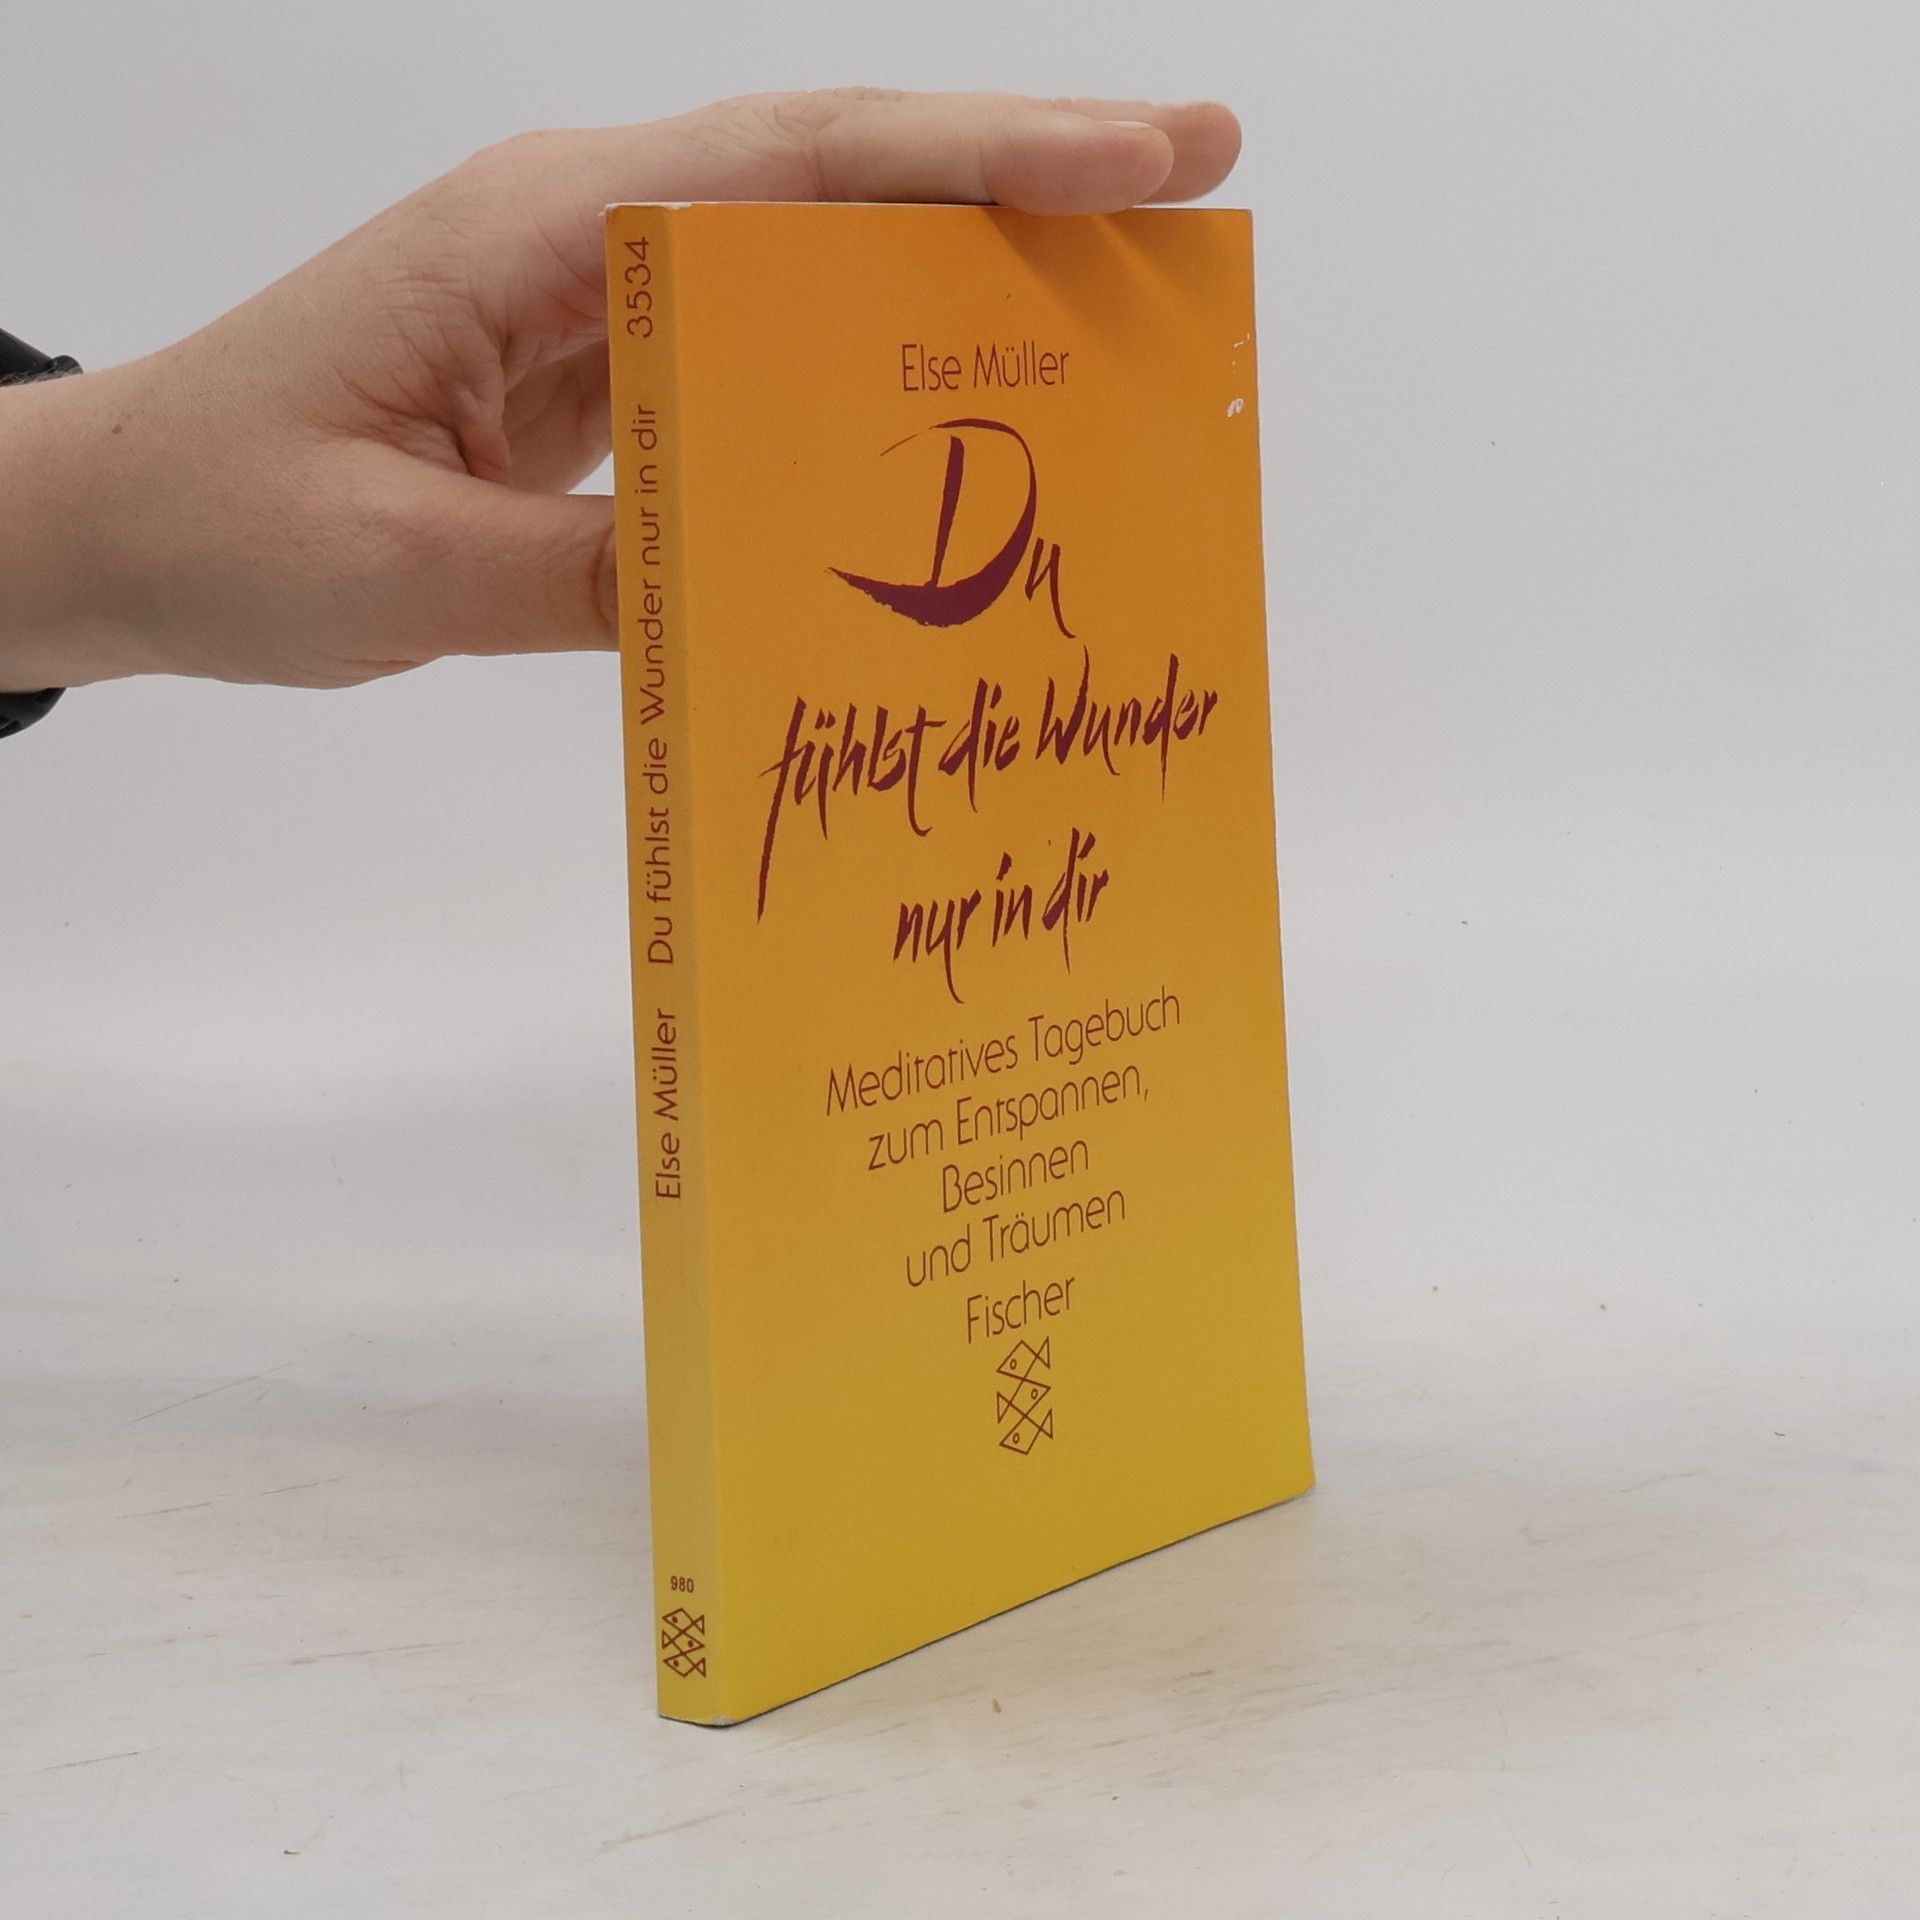 Else Müller
Du
fühlst die Wunder
nur in dir
Meditatives Tagebuch
zum Entspannen,
Besinnen
und Träumen
Fischer
Else Müller Du fühlst die Wunder nur in dir 3534
980